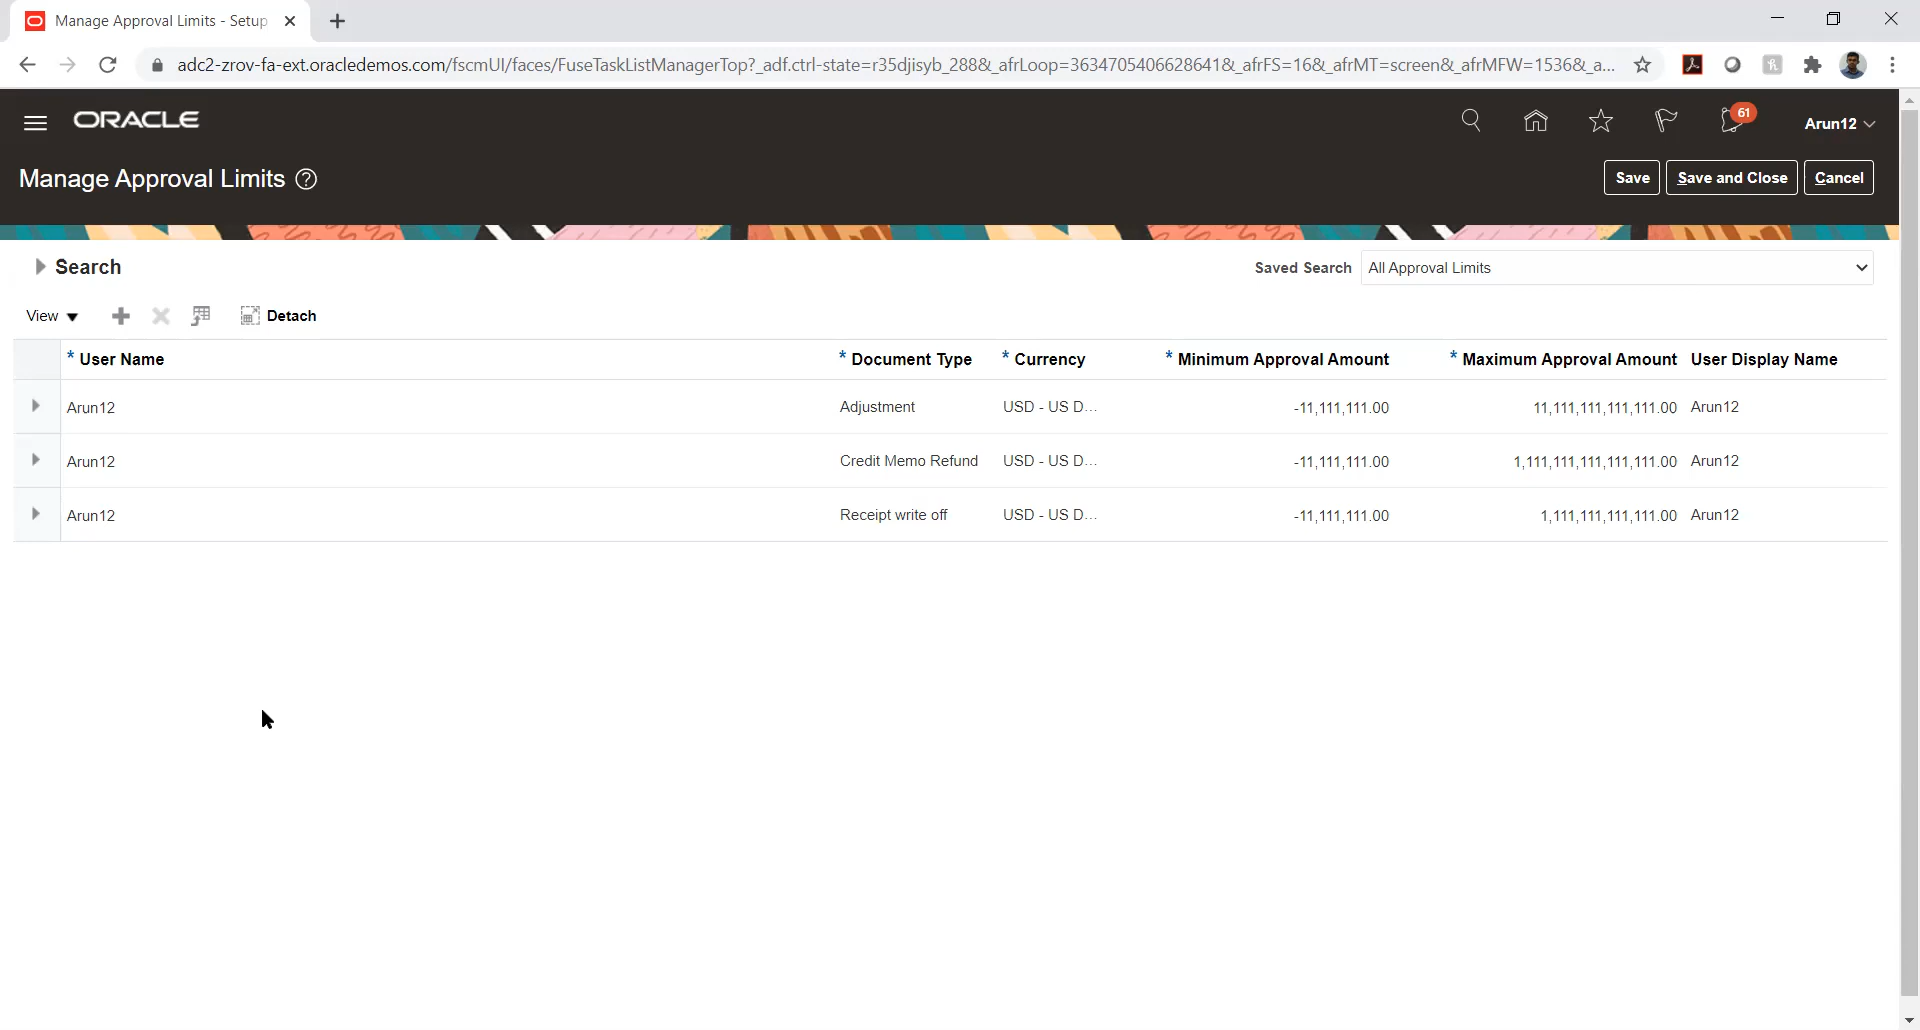 Manage Approval Limits - Setup
adc2-zrov-fa-ext.oracledemos.com/fscmUI/faces/FuseTaskListManagerTop?_adf.ctrl-state=r35djisyb_288&_afrLoop=3634705406628641&_afrFS=16&_afrMT=screen&_afrMFW=1536&_a...
ORACLE
61
Arun12
Manage Approval Limits ?
Save
Save and Close
Cancel
Search
Saved Search All Approval Limits
View
Detach
* User Name * Document Type * Currency * Minimum Approval Amount * Maximum Approval Amount User Display Name
Arun12 Adjustment USD - US D... -11,111,111.00 11,111,111,111,111.00 Arun12
Arun12 Credit Memo Refund USD - US D... -11,111,111.00 1,111,111,111,111,111.00 Arun12
Arun12 Receipt write off USD - US D... -11,111,111.00 1,111,111,111,111.00 Arun12